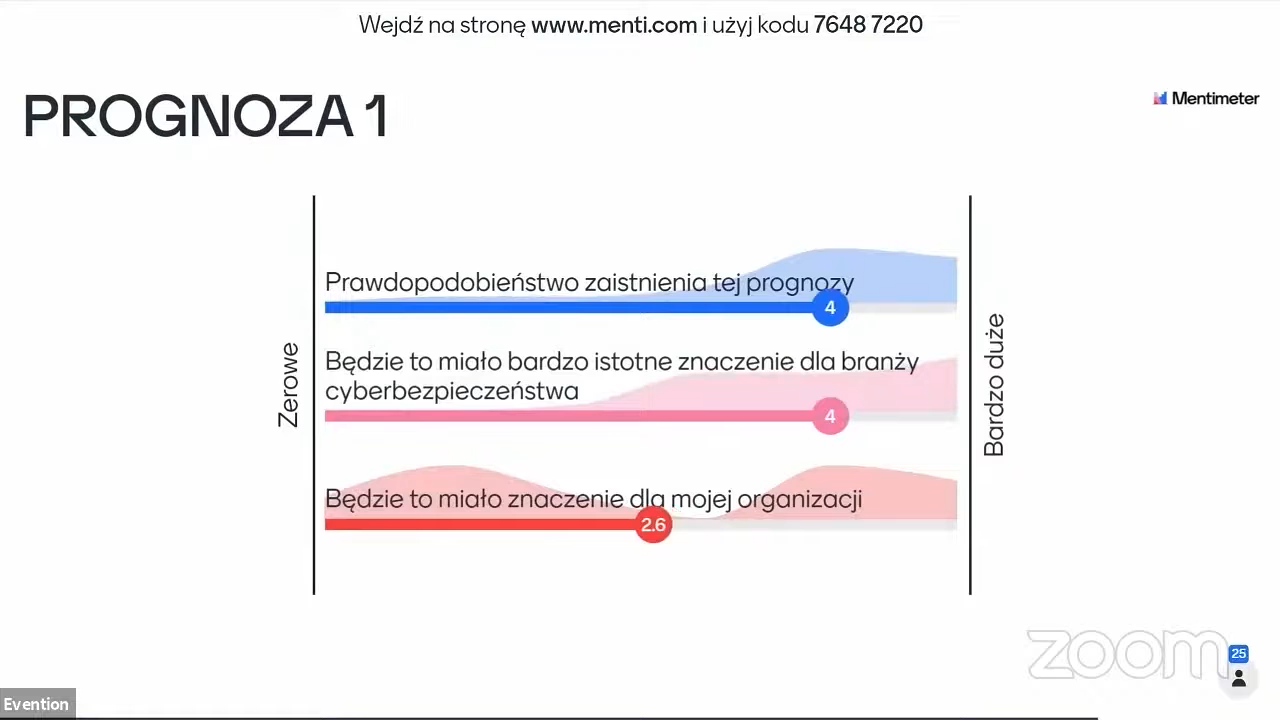 Wejdź na stronę www.menti.com i użyj kodu 7648 7220
PROGNOZA 1
Mentimeter
Prawdopodobieństwo zaistnienia tej prognozy
4
Zerowe
Będzie to miało bardzo istotne znaczenie dla branży
cyberbezpieczeństwa
4
Bardzo duże
Będzie to miało znaczenie dla mojej organizacji
2.6
zoom
25
Evention